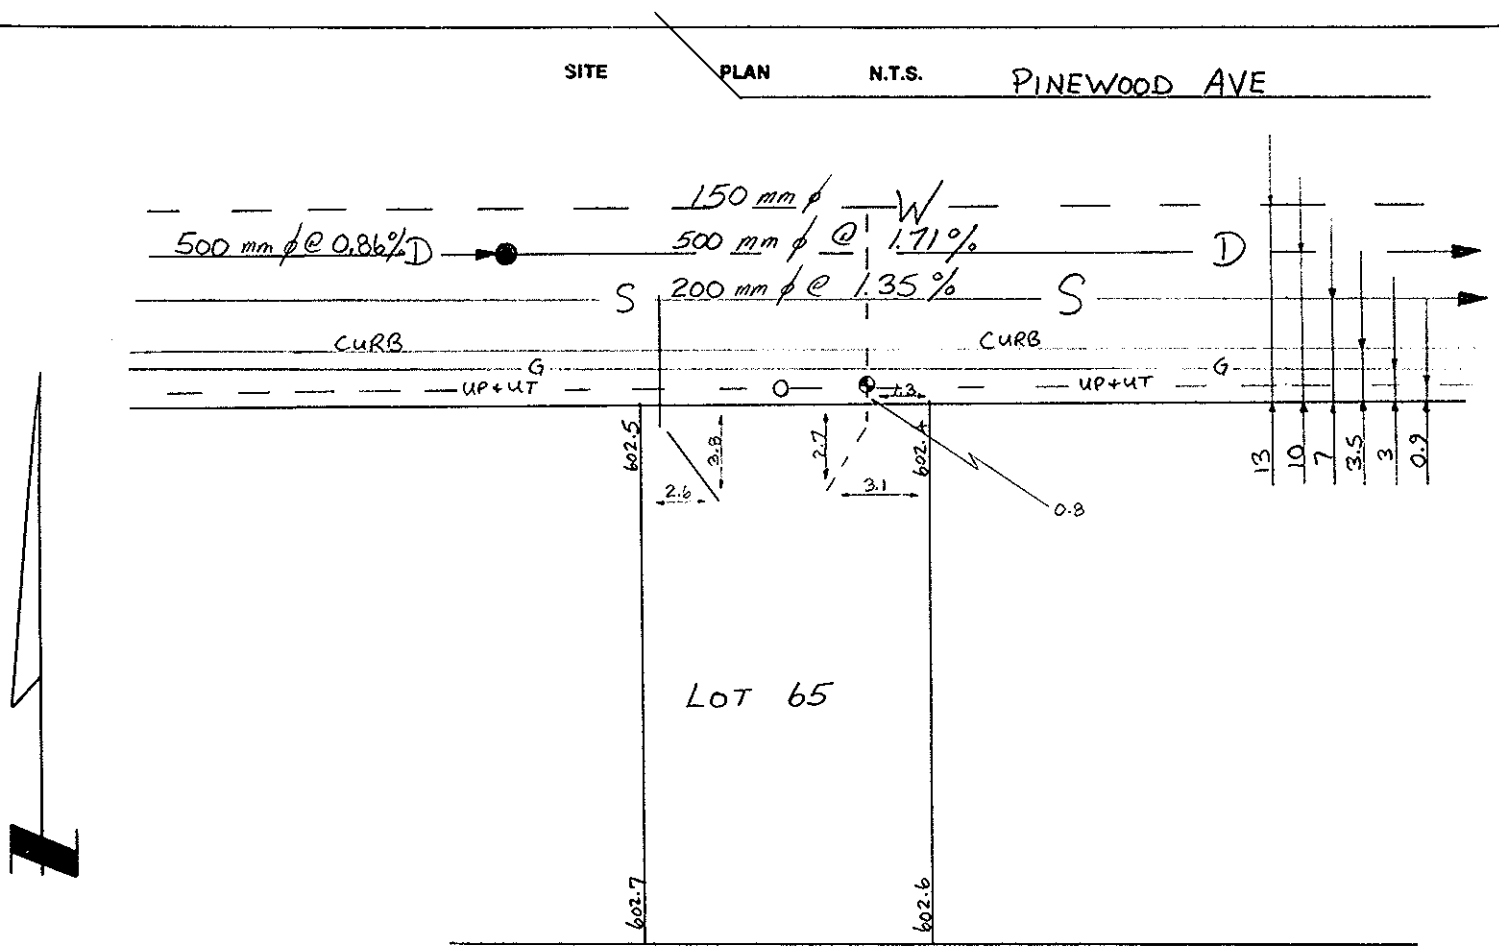 SITE PLAN N.T.S. PINEWOOD AVE
150 mm ϕ W
500 mm ϕ @ 0.86% D 500 mm ϕ @ 1.71% D
S 200 mm ϕ @ 1.35% S
CURB CURB
G G
UP+UT O UP+UT
1.3
602.5 3.8 2.7 602.4
2.6 3.1
0.8
13 10 7 3.5 3 0.9
LOT 65
602.7 602.6